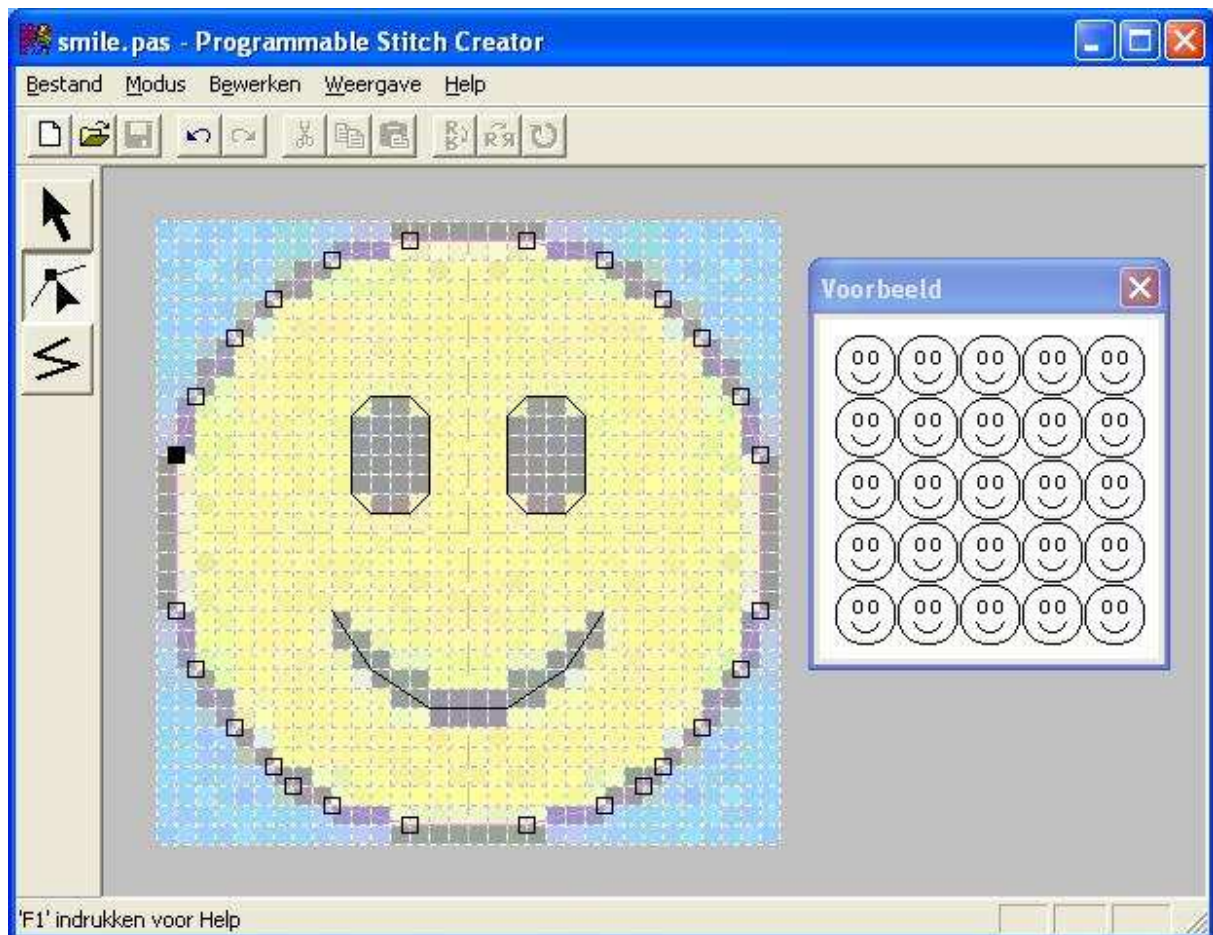 smile.pas - Programmable Stitch Creator
Bestand Modus Bewerken Weergave Help
Voorbeeld
'F1' indrukken voor Help